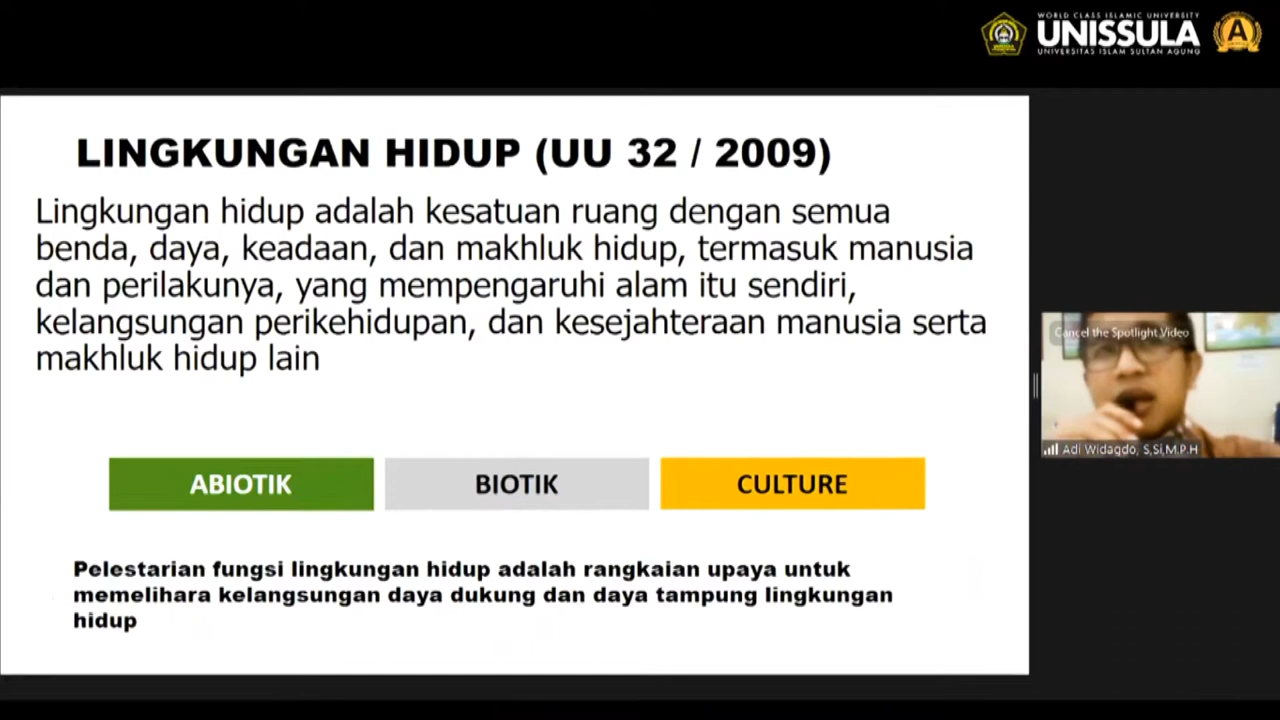 WORLD CLASS ISLAMIC UNIVERSITY
UNISSULA
UNIVERSITAS ISLAM SULTAN AGUNG
A
LINGKUNGAN HIDUP (UU 32 / 2009)
Lingkungan hidup adalah kesatuan ruang dengan semua
benda, daya, keadaan, dan makhluk hidup, termasuk manusia
dan perilakunya, yang mempengaruhi alam itu sendiri,
kelangsungan perikehidupan, dan kesejahteraan manusia serta
makhluk hidup lain
Cancel the Spotlight Video
Adi Widagdo, S,Si,M.P.H
ABIOTIK
BIOTIK
CULTURE
Pelestarian fungsi lingkungan hidup adalah rangkaian upaya untuk
memelihara kelangsungan daya dukung dan daya tampung lingkungan
hidup